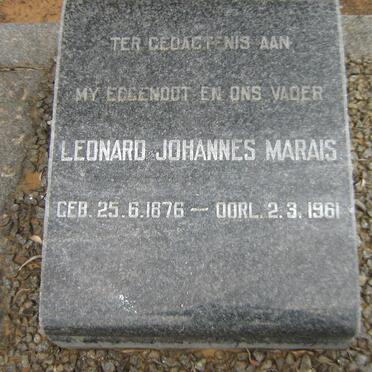 TER GEDAGTENIS AAN
MY EGGENOOT EN ONS VADER
LEONARD JOHANNES MARAIS
GEB. 25.6.1876 — OORL. 2.3.1961